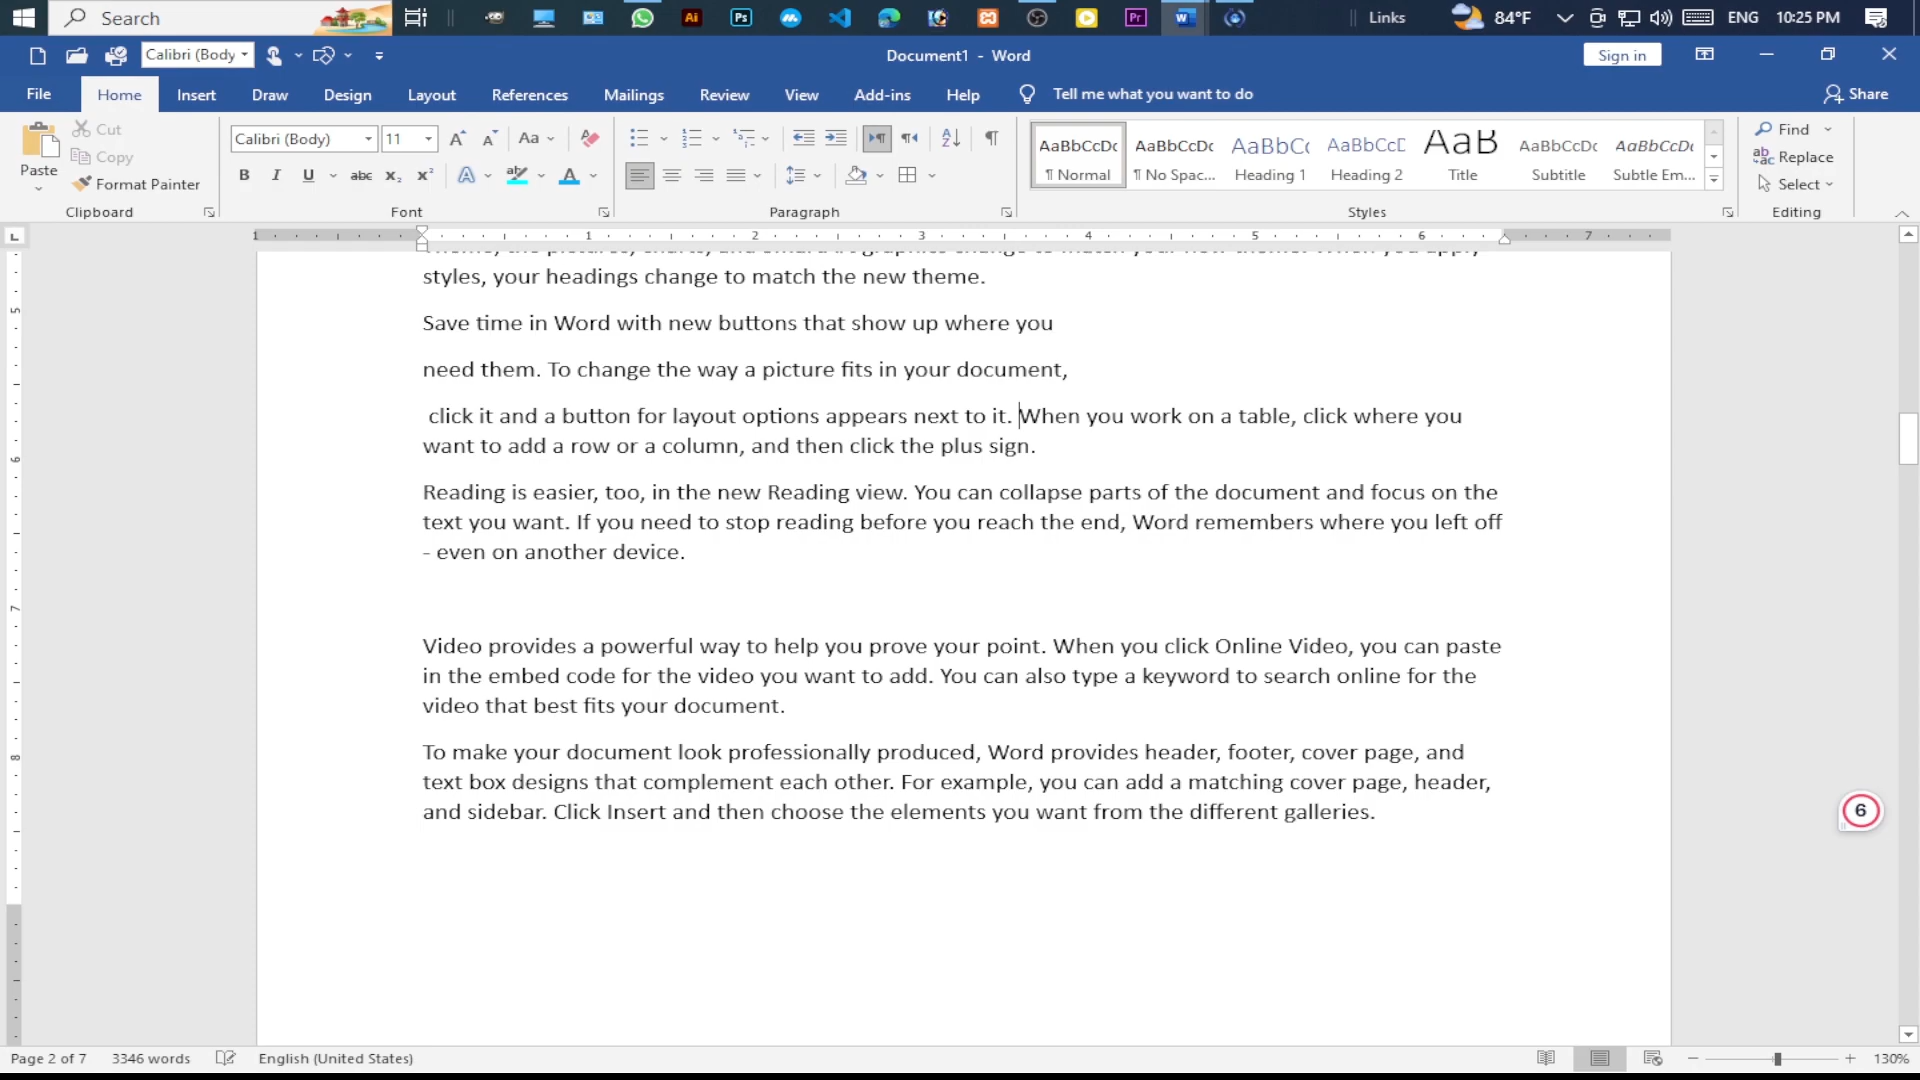 Search
Links
84°F
ENG
10:25 PM
Calibri (Body
Document1 - Word
Sign in
File
Home
Insert
Draw
Design
Layout
References
Mailings
Review
View
Add-ins
Help
Tell me what you want to do
Share
Paste
Cut
Copy
Format Painter
Clipboard
Calibri (Body)
11
Font
Paragraph
AaBbCcDc
¶ Normal
AaBbCcDc
¶ No Spac...
AaBbCc
Heading 1
AaBbCcD
Heading 2
AaB
Title
AaBbCcDc
Subtitle
AaBbCcDc
Subtle Em...
Styles
Find
Replace
Select
Editing
1 1 2 3 4 5 6 7
styles, your headings change to match the new theme.
Save time in Word with new buttons that show up where you
need them. To change the way a picture fits in your document,
click it and a button for layout options appears next to it. When you work on a table, click where you
want to add a row or a column, and then click the plus sign.
Reading is easier, too, in the new Reading view. You can collapse parts of the document and focus on the
text you want. If you need to stop reading before you reach the end, Word remembers where you left off
- even on another device.
Video provides a powerful way to help you prove your point. When you click Online Video, you can paste
in the embed code for the video you want to add. You can also type a keyword to search online for the
video that best fits your document.
To make your document look professionally produced, Word provides header, footer, cover page, and
text box designs that complement each other. For example, you can add a matching cover page, header,
and sidebar. Click Insert and then choose the elements you want from the different galleries.
6
Page 2 of 7
3346 words
English (United States)
130%